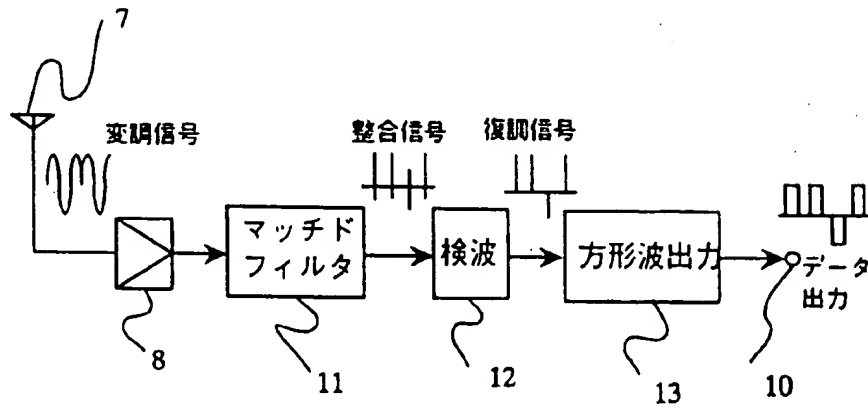 7
変調信号
整合信号
復調信号
マッチド
フィルタ
検波
方形波出力
データ
出力
8
11
12
13
10